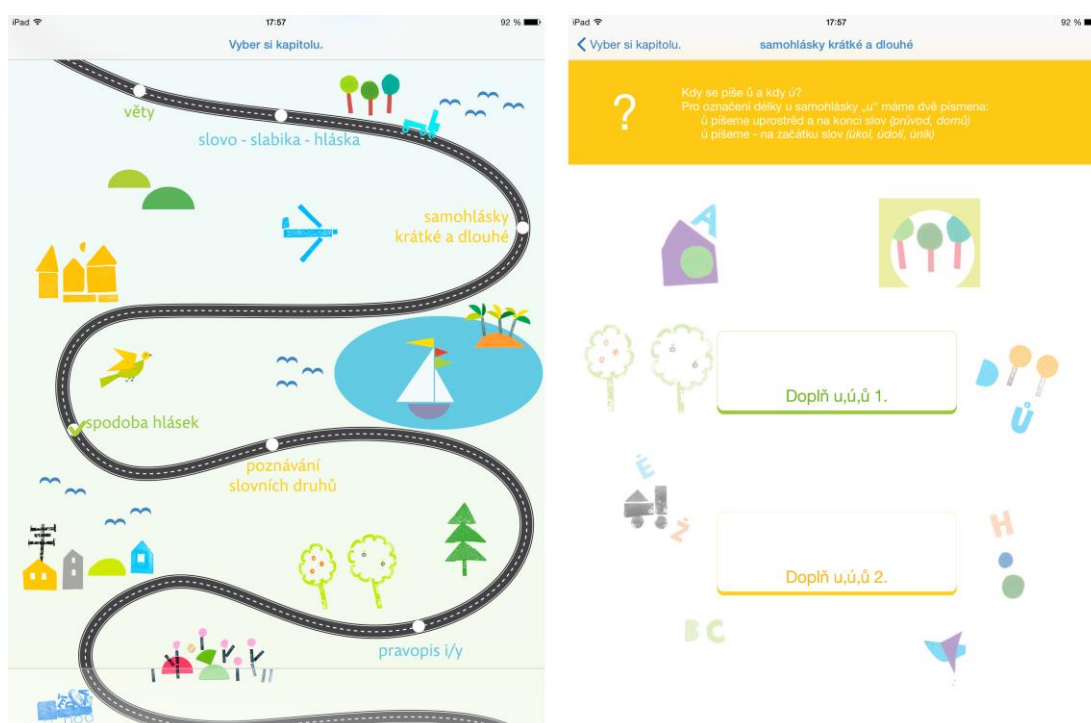 iPad
17:57
92 %
Vyber si kapitolu.
věty
slovo - slabika - hláska
samohlásky
krátké a dlouhé
spodoba hlásek
poznávání
slovních druhů
pravopis i/y
iPad
17:57
92 %
Vyber si kapitolu.
samohlásky krátké a dlouhé
?
Kdy se píše ů a kdy ú?
Pro označení délky u samohlásky „u“ máme dvě písmena:
ů píšeme uprostřed a na konci slov (průvod, domů)
ú píšeme - na začátku slov (úkol, údolí, únik)
A
D
Ů
Doplň u,ú,ů 1.
Ě
Ž
H
Doplň u,ú,ů 2.
B C